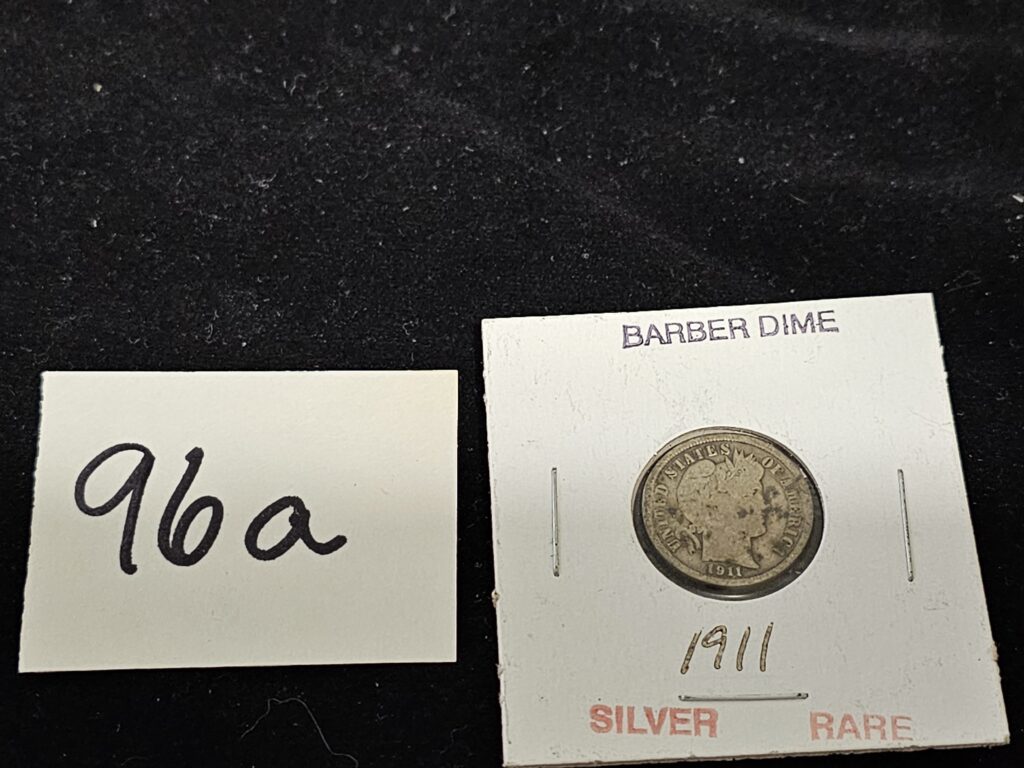 96a
BARBER DIME
UNITED STATES OF AMERICA
1911
1911
SILVER RARE